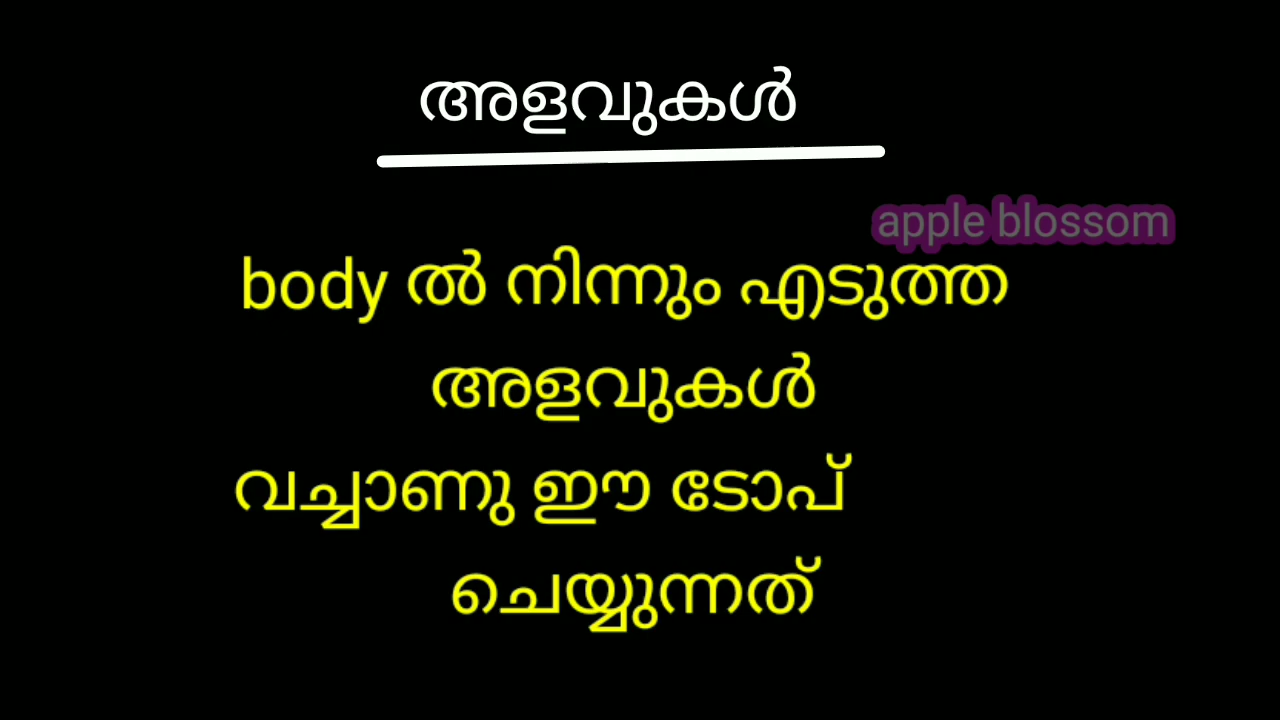 അളവുകൾ
apple blossom
body ൽ നിന്നും എടുത്ത
അളവുകൾ
വച്ചാണു ഈ ടോപ്
ചെയ്യുന്നത്